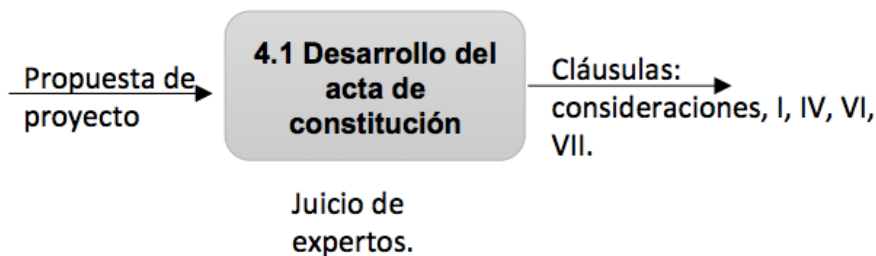 Propuesta de
proyecto
4.1 Desarrollo del
acta de
constitución
Cláusulas:
consideraciones, I, IV, VI,
VII.
Juicio de
expertos.